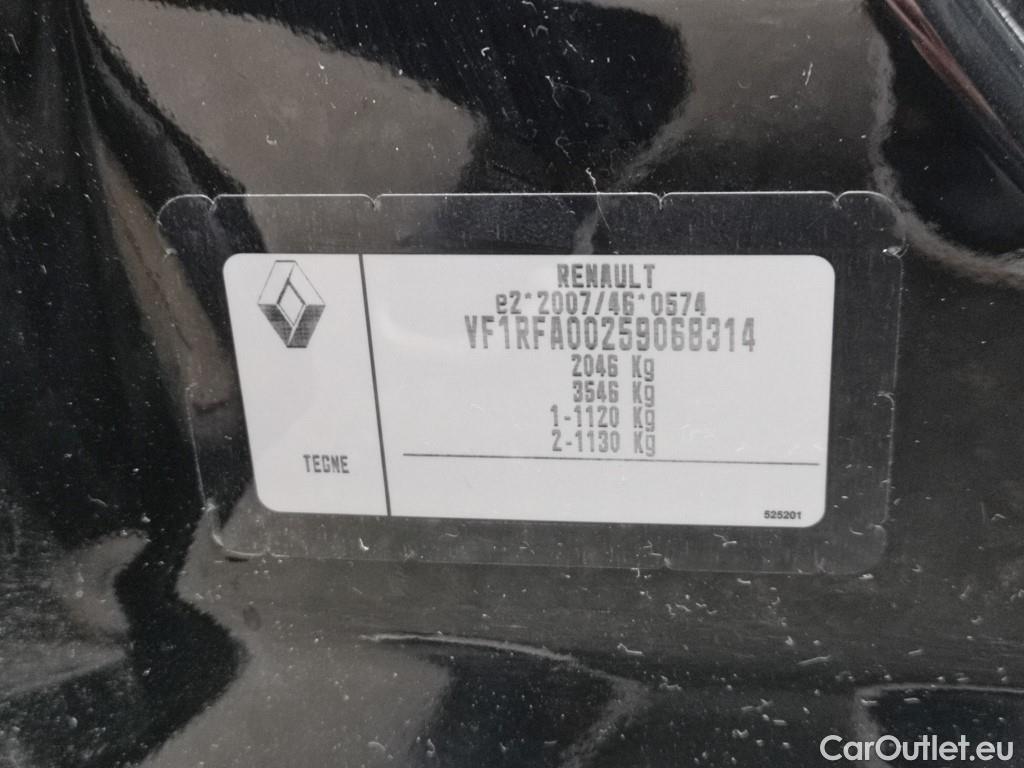 RENAULT
e2*2007/46*0574
VF1RFA00259068314
2046 Kg
3546 Kg
1-1120 Kg
2-1130 Kg
TEGNE
525201
CarOutlet.eu